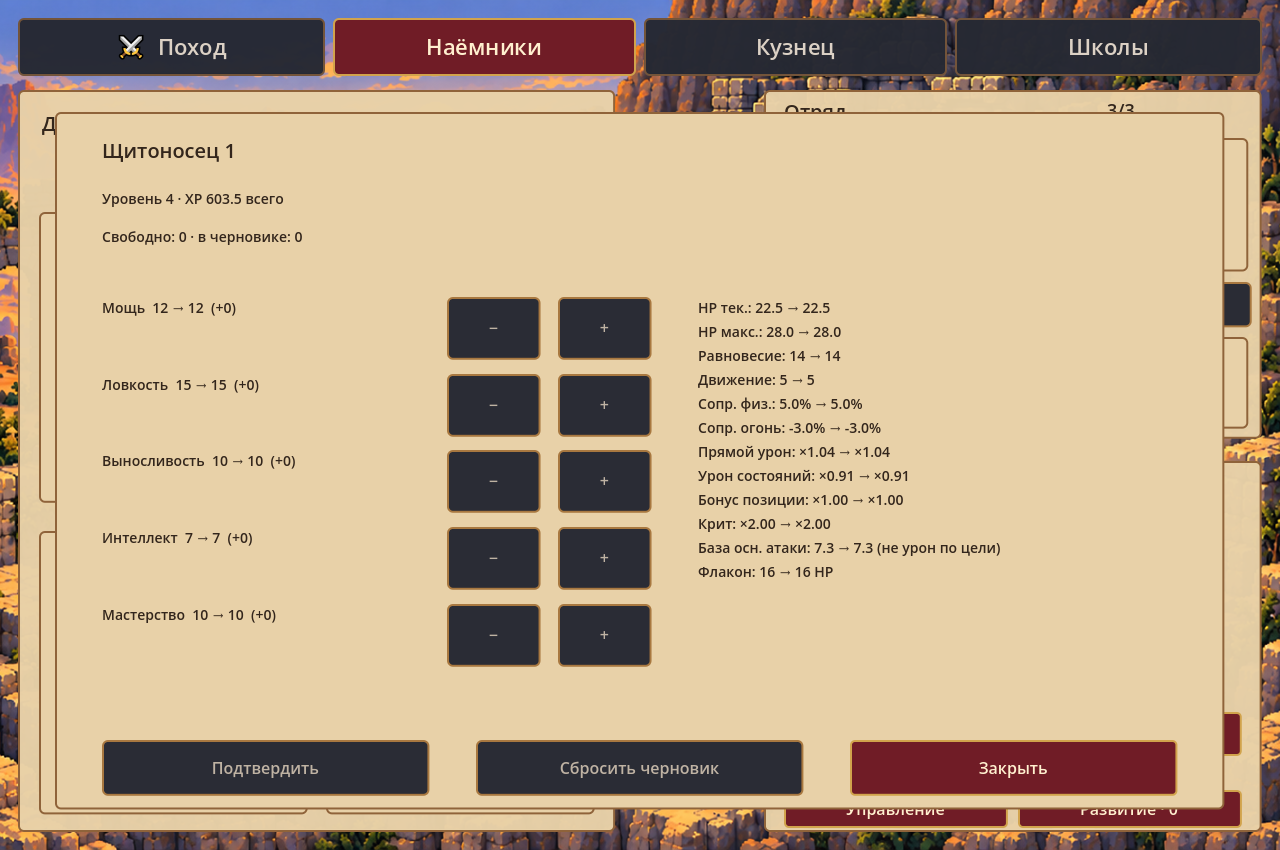 Поход
Наёмники
Кузнец
Школы
Отряд 3/3
Щитоносец 1
Уровень 4 · XP 603.5 всего
Свободно: 0 · в черновике: 0
Мощь 12 → 12 (+0)
− +
Ловкость 15 → 15 (+0)
− +
Выносливость 10 → 10 (+0)
− +
Интеллект 7 → 7 (+0)
− +
Мастерство 10 → 10 (+0)
− +
HP тек.: 22.5 → 22.5
HP макс.: 28.0 → 28.0
Равновесие: 14 → 14
Движение: 5 → 5
Сопр. физ.: 5.0% → 5.0%
Сопр. огонь: -3.0% → -3.0%
Прямой урон: ×1.04 → ×1.04
Урон состояний: ×0.91 → ×0.91
Бонус позиции: ×1.00 → ×1.00
Крит: ×2.00 → ×2.00
База осн. атаки: 7.3 → 7.3 (не урон по цели)
Флакон: 16 → 16 HP
Подтвердить
Сбросить черновик
Закрыть
Управление
Развитие · 0